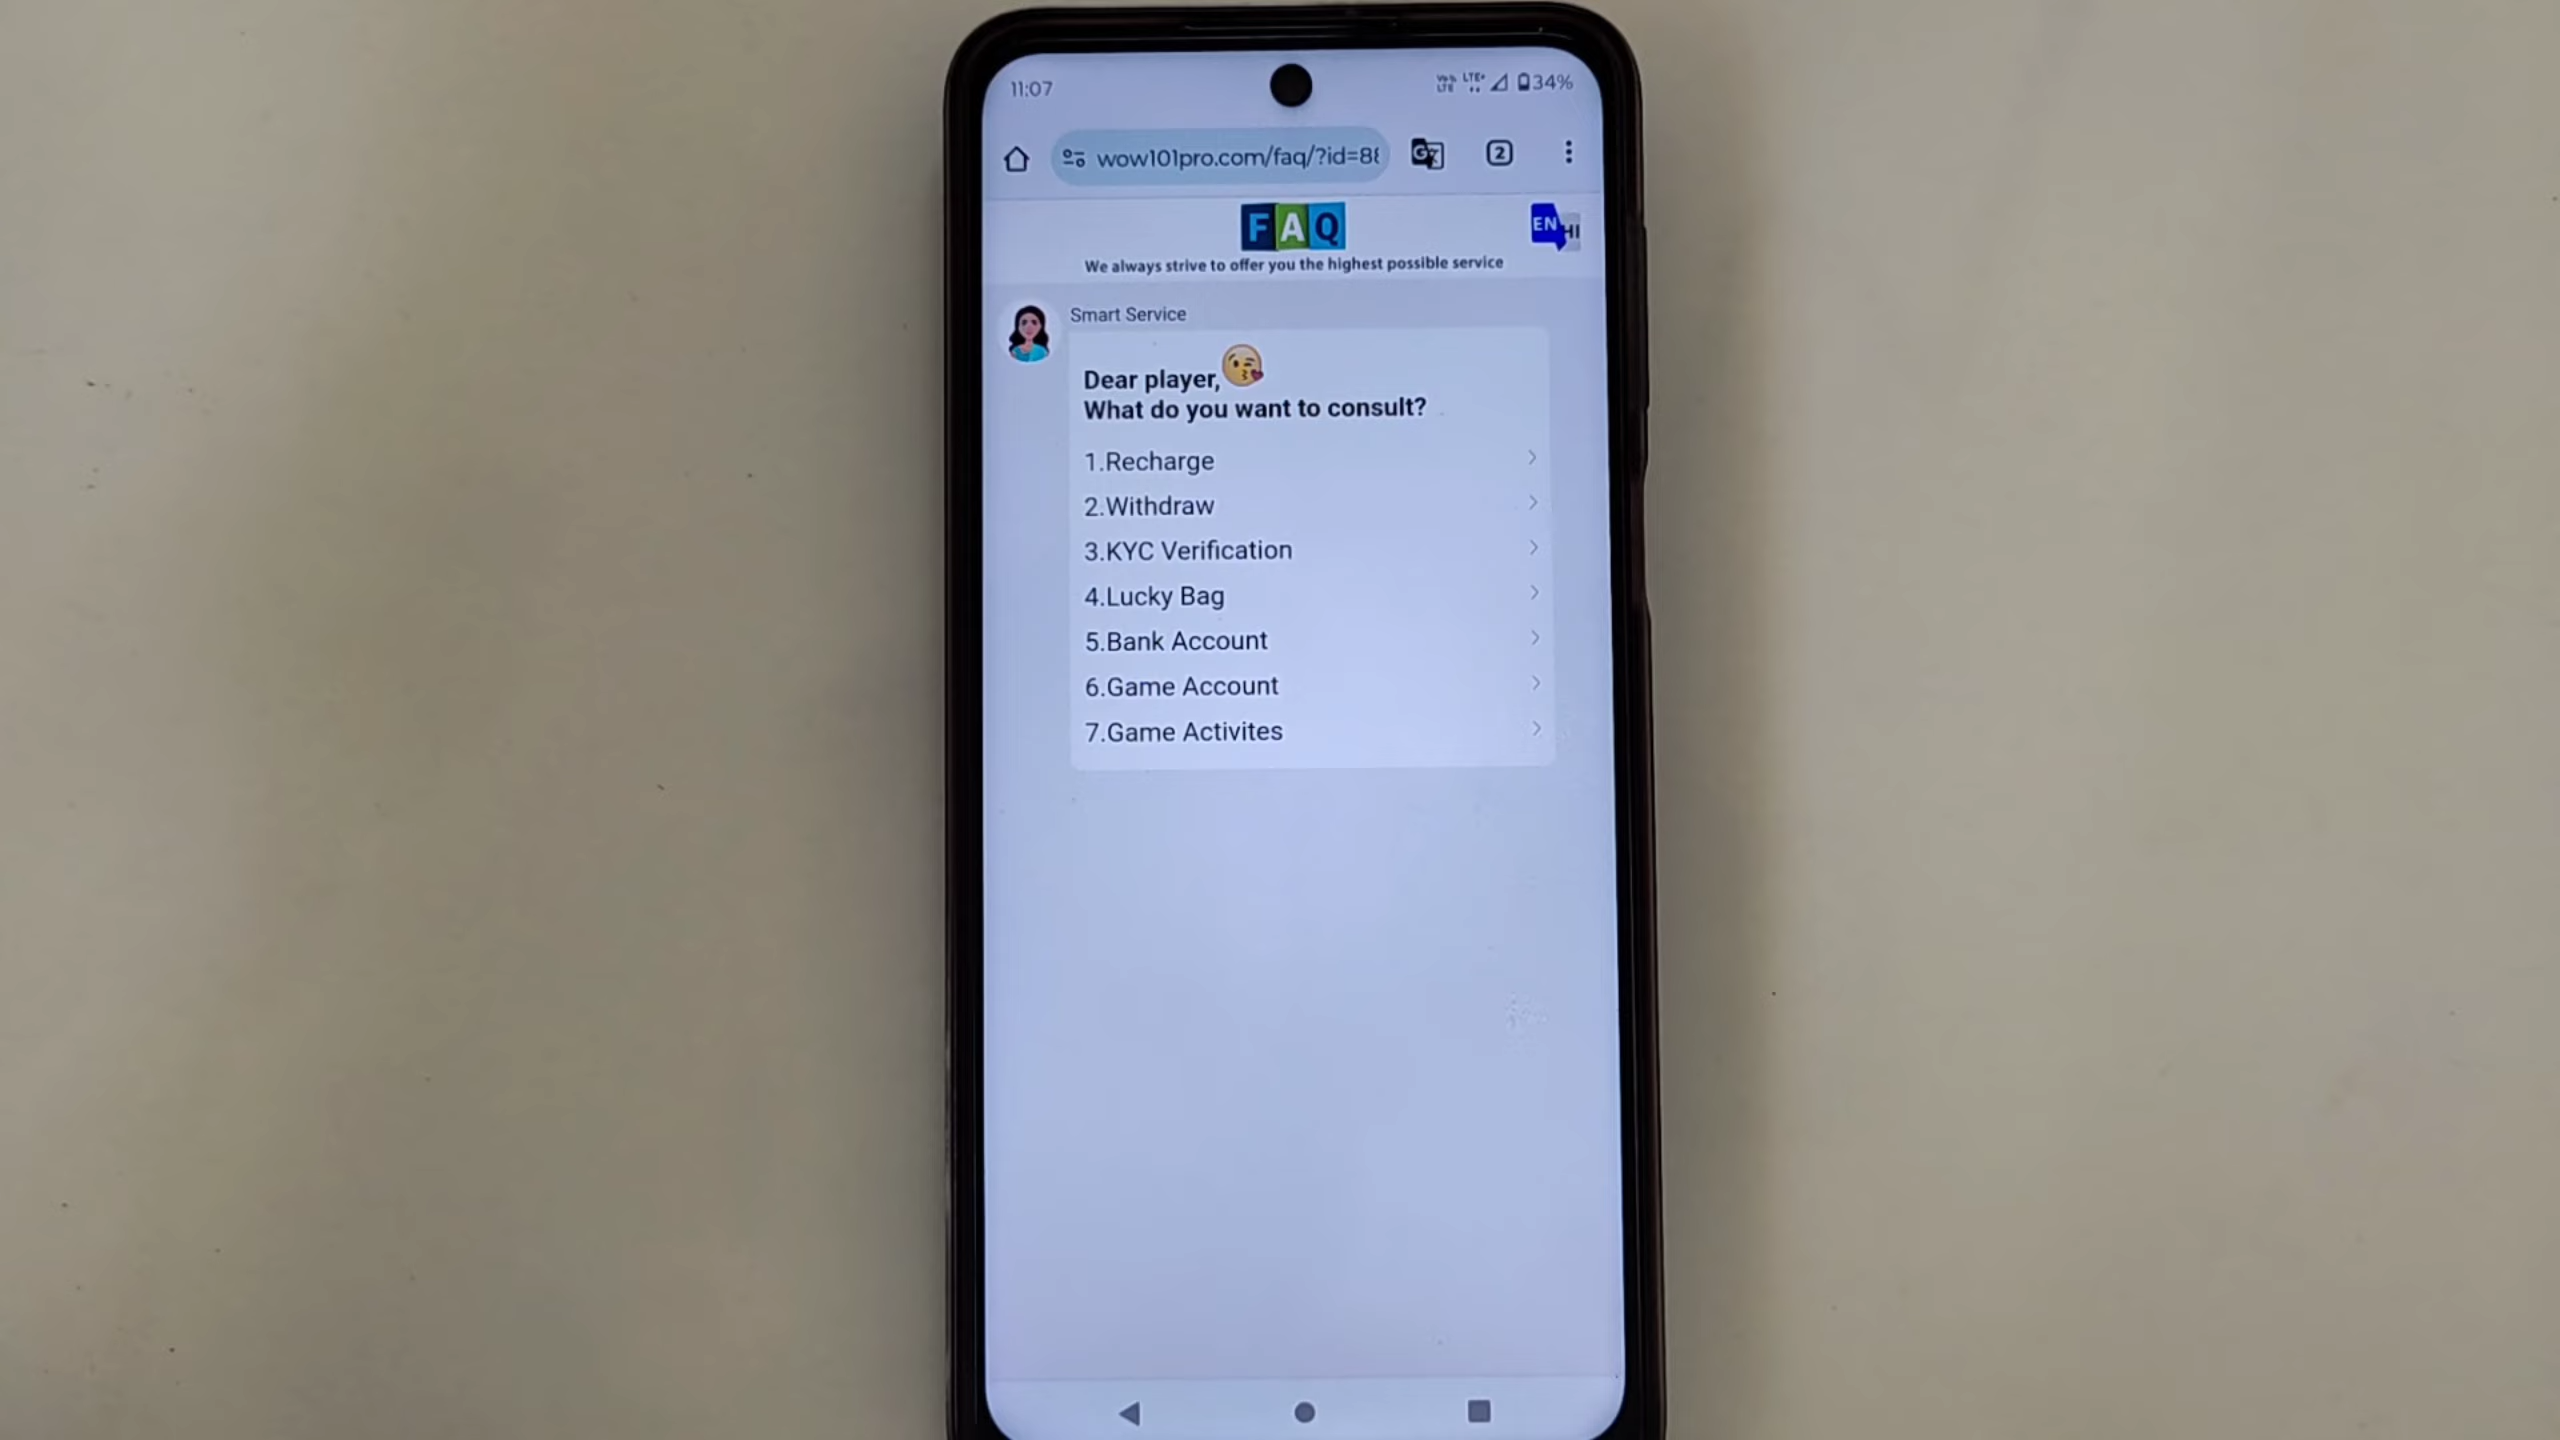 11:07
LTE+ 34%
wow101pro.com/faq/?id=88
2
FAQ
EN HI
We always strive to offer you the highest possible service
Smart Service
Dear player,
What do you want to consult?
1.Recharge
2.Withdraw
3.KYC Verification
4.Lucky Bag
5.Bank Account
6.Game Account
7.Game Activites